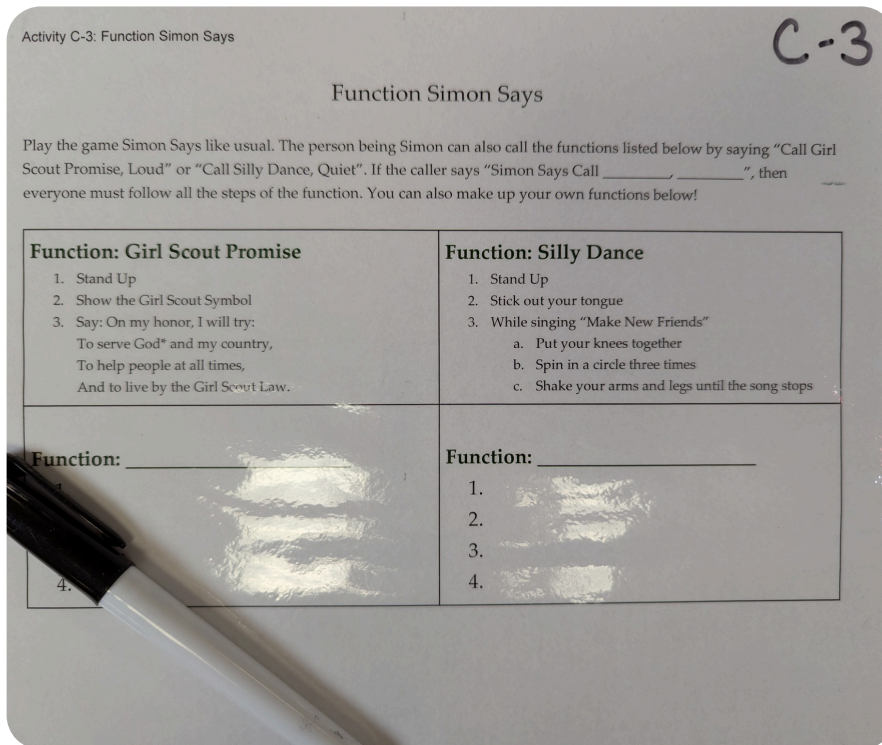 Activity C-3: Function Simon Says
C-3
Function Simon Says
Play the game Simon Says like usual. The person being Simon can also call the functions listed below by saying “Call Girl
Scout Promise, Loud” or “Call Silly Dance, Quiet”. If the caller says “Simon Says Call ________, ________”, then
everyone must follow all the steps of the function. You can also make up your own functions below!
Function: Girl Scout Promise
1. Stand Up
2. Show the Girl Scout Symbol
3. Say: On my honor, I will try:
To serve God* and my country,
To help people at all times,
And to live by the Girl Scout Law.
Function: Silly Dance
1. Stand Up
2. Stick out your tongue
3. While singing “Make New Friends”
a. Put your knees together
b. Spin in a circle three times
c. Shake your arms and legs until the song stops
Function: ____________________
4.
Function: ____________________
1.
2.
3.
4.